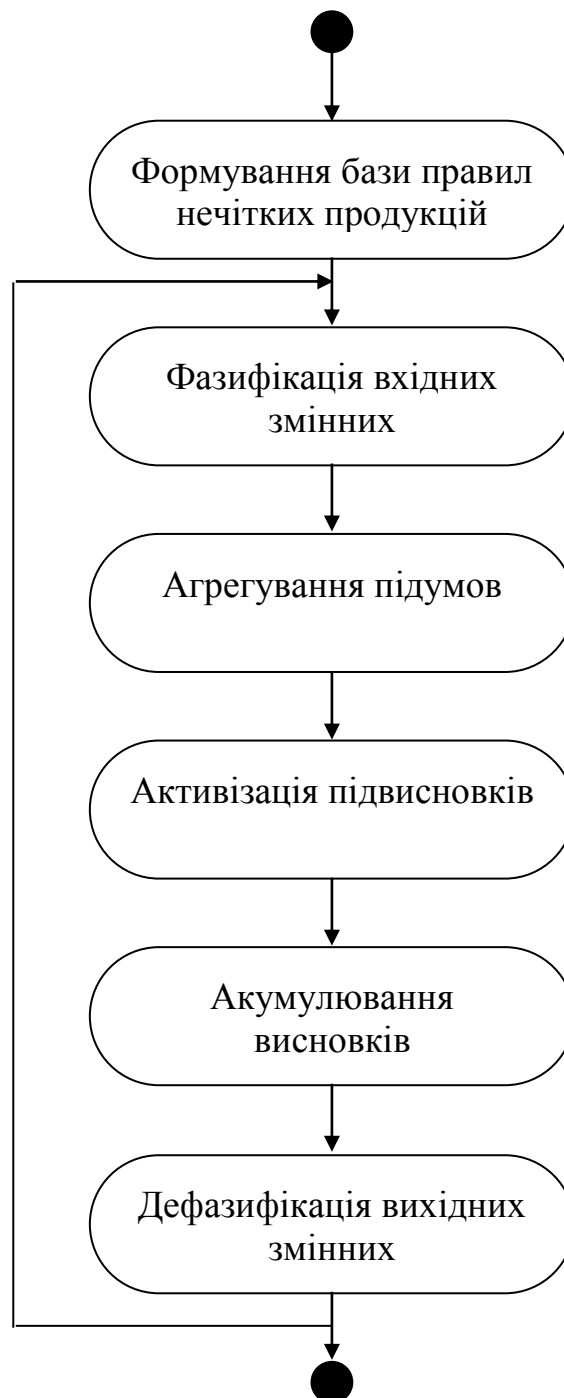 Формування бази правил
нечітких продукцій
Фазифікація вхідних
змінних
Агрегування підумов
Активізація підвисновків
Акумулювання
висновків
Дефазифікація вихідних
змінних